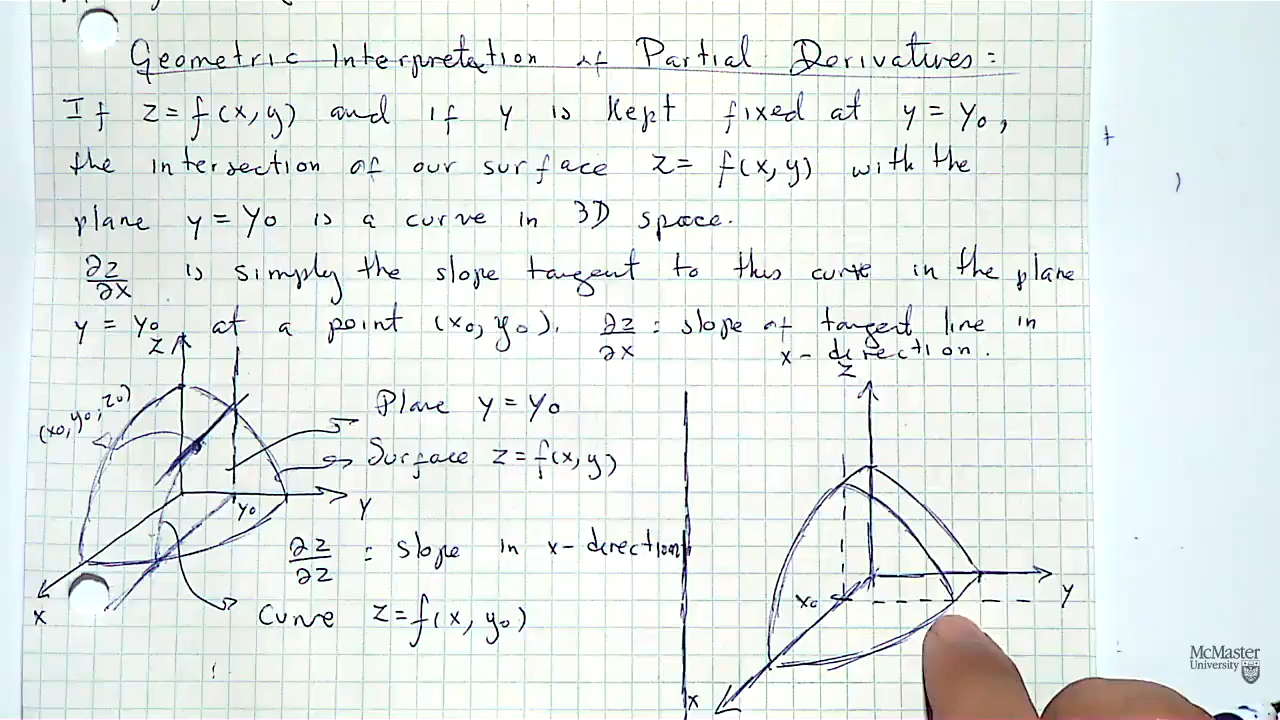 Geometric Interpretation of Partial Derivatives:
If z = f(x,y) and if y is kept fixed at y = y₀,
the intersection of our surface z = f(x,y) with the
plane y = y₀ is a curve in 3D space.
∂z/∂x is simply the slope tangent to this curve in the plane
y = y₀ at a point (x₀, y₀). ∂z/∂x = slope of tangent line in
x-direction.
z
(x₀, y₀, z₀)
Plane y = y₀
Surface z = f(x,y)
y₀
y
∂z/∂z = slope in x-direction
x
Curve z = f(x, y₀)
z
x₀
y
x
McMaster
University